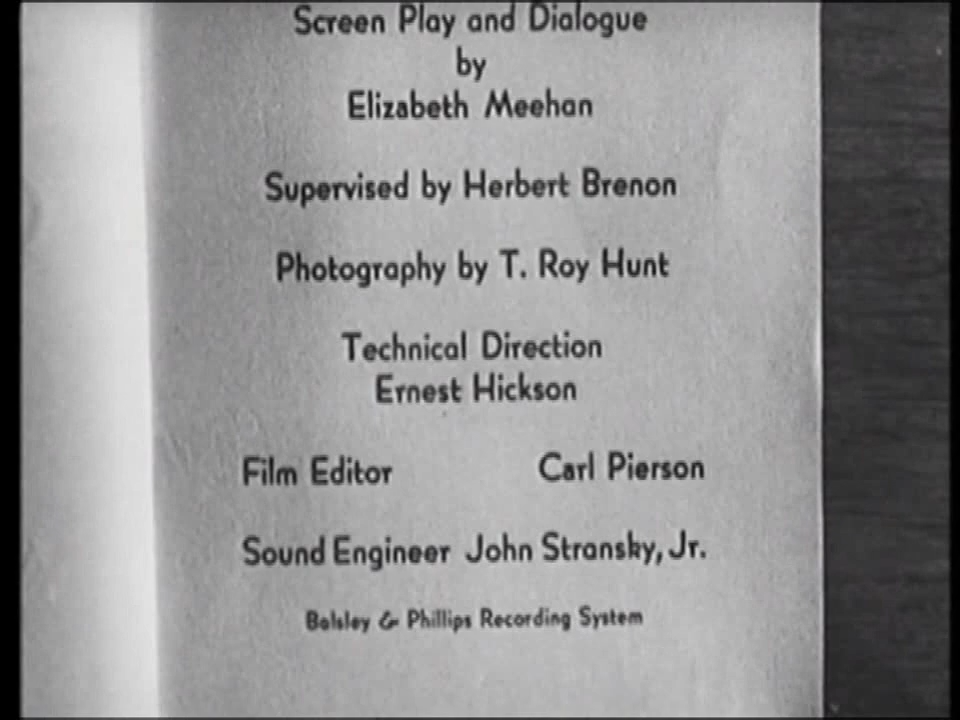 Screen Play and Dialogue
by
Elizabeth Meehan
Supervised by Herbert Brenon
Photography by T. Roy Hunt
Technical Direction
Ernest Hickson
Film Editor Carl Pierson
Sound Engineer John Stransky, Jr.
Balsley & Phillips Recording System